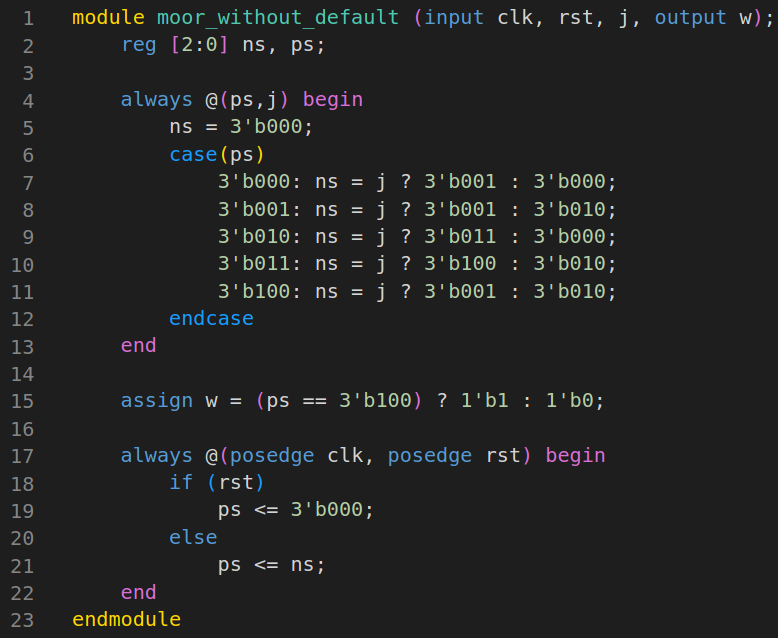 1 module moor_without_default (input clk, rst, j, output w);
2     reg [2:0] ns, ps;
3
4     always @(ps,j) begin
5         ns = 3'b000;
6         case(ps)
7             3'b000: ns = j ? 3'b001 : 3'b000;
8             3'b001: ns = j ? 3'b001 : 3'b010;
9             3'b010: ns = j ? 3'b011 : 3'b000;
10             3'b011: ns = j ? 3'b100 : 3'b010;
11             3'b100: ns = j ? 3'b001 : 3'b010;
12         endcase
13     end
14
15     assign w = (ps == 3'b100) ? 1'b1 : 1'b0;
16
17     always @(posedge clk, posedge rst) begin
18         if (rst)
19             ps <= 3'b000;
20         else
21             ps <= ns;
22     end
23 endmodule